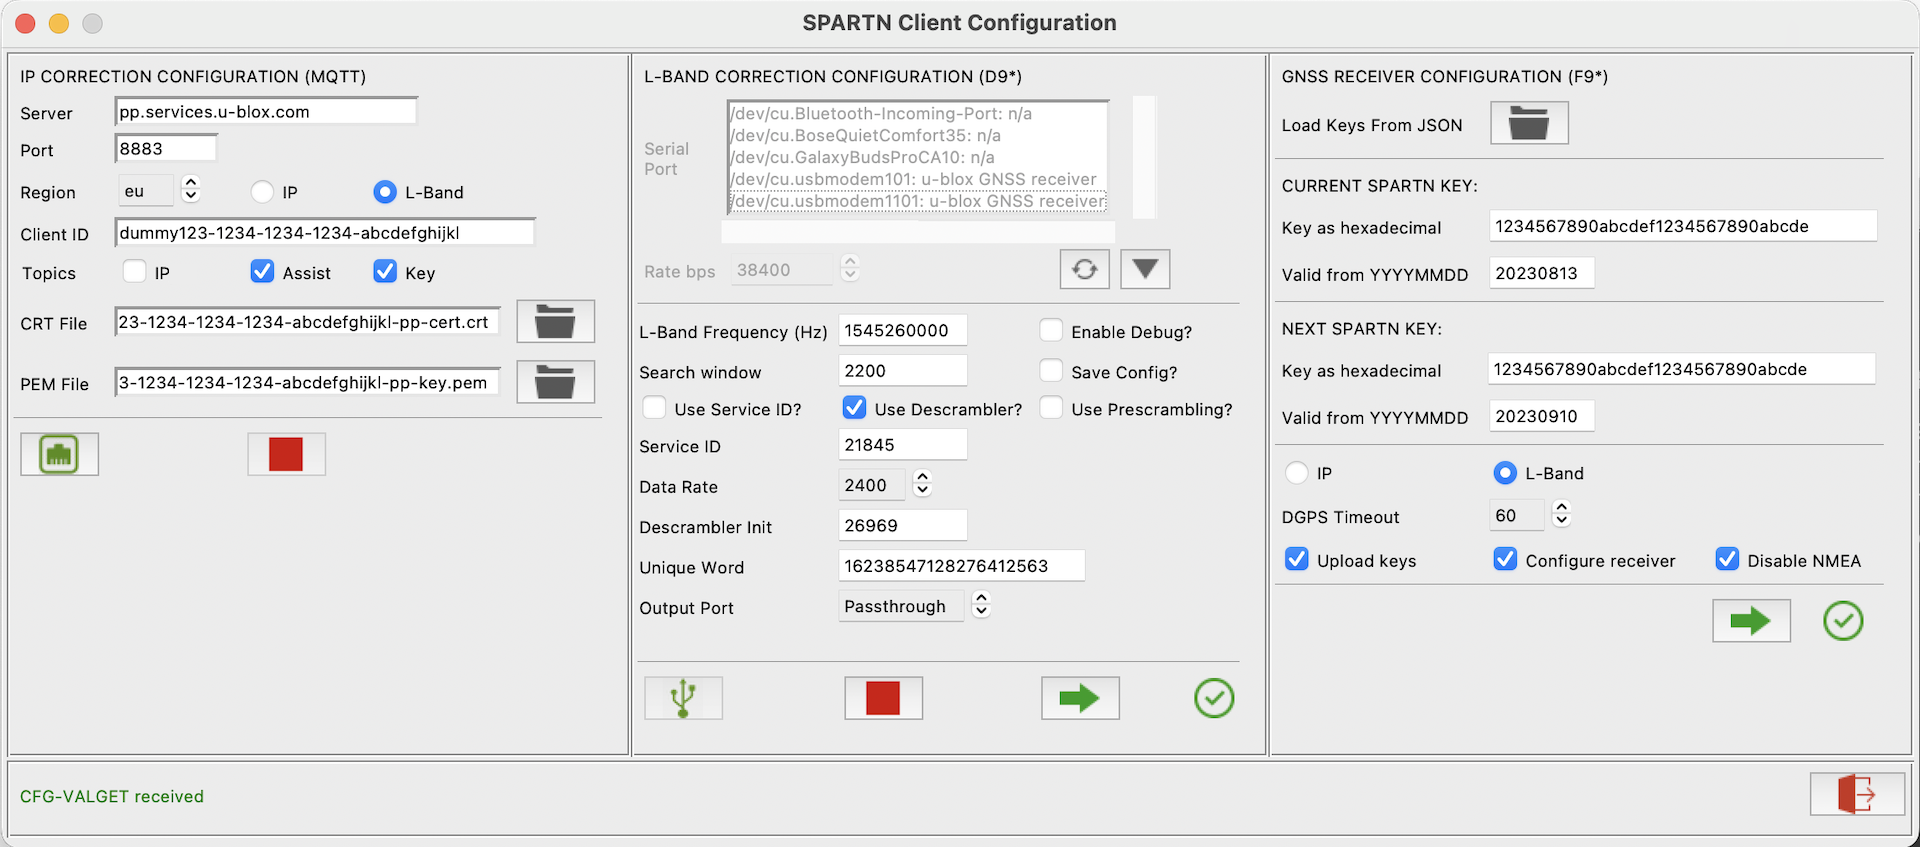 SPARTN Client Configuration
IP CORRECTION CONFIGURATION (MQTT)
Server pp.services.u-blox.com
Port 8883
Region eu IP L-Band
Client ID dummy123-1234-1234-1234-abcdefghijkl
Topics IP Assist Key
CRT File 23-1234-1234-1234-abcdefghijkl-pp-cert.crt
PEM File 3-1234-1234-1234-abcdefghijkl-pp-key.pem
L-BAND CORRECTION CONFIGURATION (D9*)
Serial Port
/dev/cu.Bluetooth-Incoming-Port: n/a
/dev/cu.BoseQuietComfort35: n/a
/dev/cu.GalaxyBudsProCA10: n/a
/dev/cu.usbmodem101: u-blox GNSS receiver
/dev/cu.usbmodem1101: u-blox GNSS receiver
Rate bps 38400
L-Band Frequency (Hz) 1545260000 Enable Debug?
Search window 2200 Save Config?
Use Service ID? Use Descrambler? Use Prescrambling?
Service ID 21845
Data Rate 2400
Descrambler Init 26969
Unique Word 16238547128276412563
Output Port Passthrough
GNSS RECEIVER CONFIGURATION (F9*)
Load Keys From JSON
CURRENT SPARTN KEY:
Key as hexadecimal 1234567890abcdef1234567890abcde
Valid from YYYYMMDD 20230813
NEXT SPARTN KEY:
Key as hexadecimal 1234567890abcdef1234567890abcde
Valid from YYYYMMDD 20230910
IP L-Band
DGPS Timeout 60
Upload keys Configure receiver Disable NMEA
CFG-VALGET received